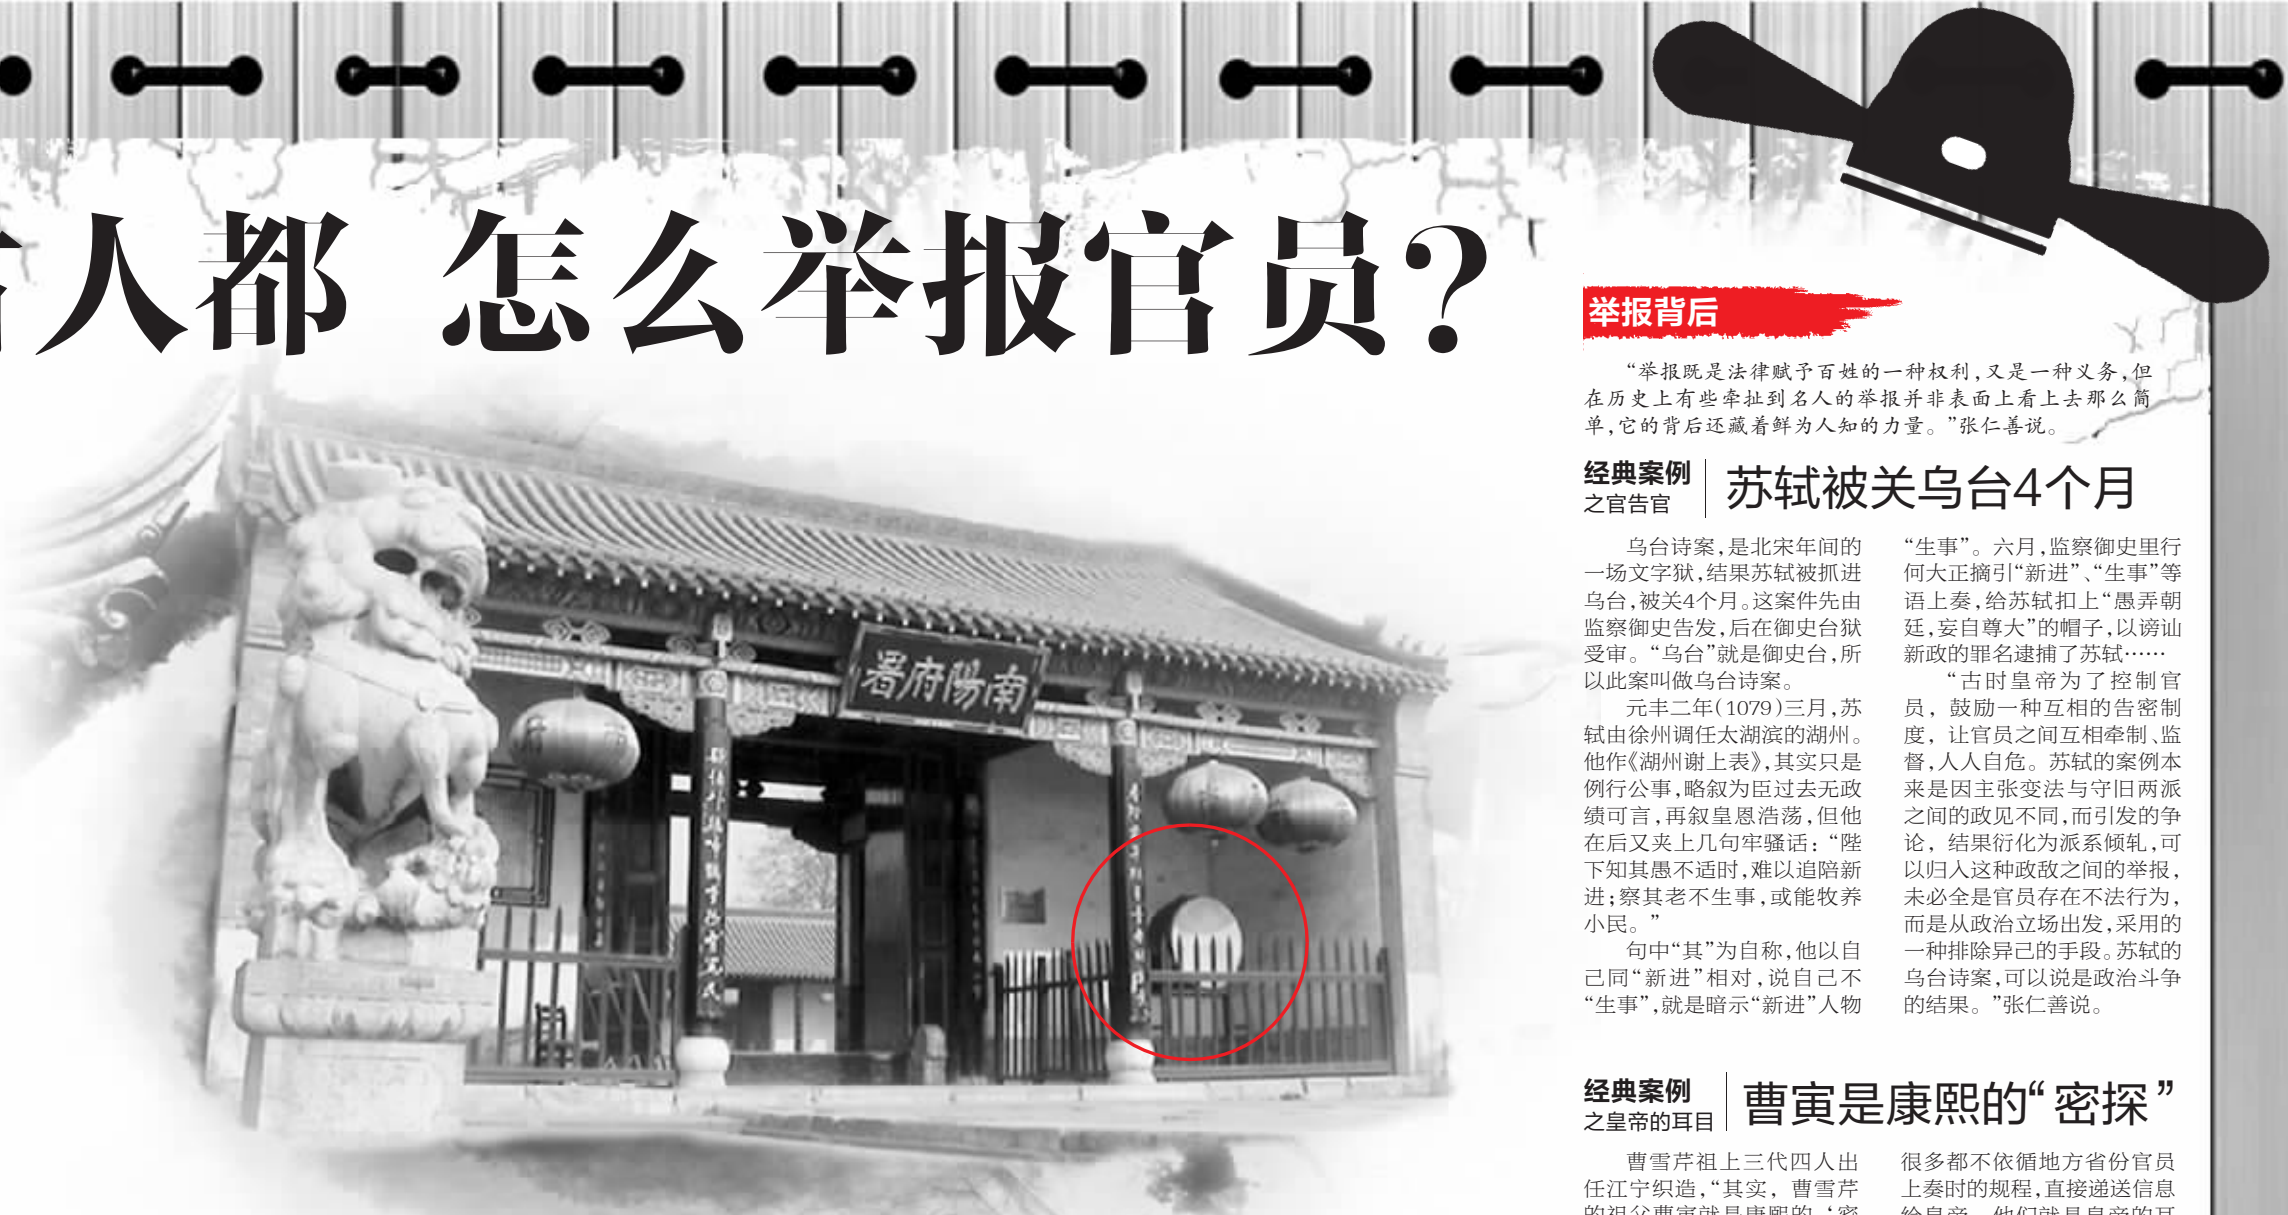 人都 怎么举报官员?
南陽府署
举报背后
“举报既是法律赋予百姓的一种权利,又是一种义务,但
在历史上有些牵扯到名人的举报并非表面上看上去那么简
单,它的背后还藏着鲜为人知的力量。”张仁善说。
经典案例
之官告官
苏轼被关乌台4个月
乌台诗案,是北宋年间的
一场文字狱,结果苏轼被抓进
乌台,被关4个月。这案件先由
监察御史告发,后在御史台狱
受审。“乌台”就是御史台,所
以此案叫做乌台诗案。
元丰二年(1079)三月,苏
轼由徐州调任太湖滨的湖州。
他作《湖州谢上表》,其实只是
例行公事,略叙为臣过去无政
绩可言,再叙皇恩浩荡,但他
在后又夹上几句牢骚话:“陛
下知其愚不适时,难以追陪新
进;察其老不生事,或能牧养
小民。”
句中“其”为自称,他以自
己同“新进”相对,说自己不
“生事”,就是暗示“新进”人物
“生事”。六月,监察御史里行
何大正摘引“新进”、“生事”等
语上奏,给苏轼扣上“愚弄朝
廷,妄自尊大”的帽子,以谤讪
新政的罪名逮捕了苏轼……
“古时皇帝为了控制官
员,鼓励一种互相的告密制
度,让官员之间互相牵制、监
督,人人自危。苏轼的案例本
来是因主张变法与守旧两派
之间的政见不同,而引发的争
论,结果衍化为派系倾轧,可
以归入这种政敌之间的举报,
未必全是官员存在不法行为,
而是从政治立场出发,采用的
一种排除异己的手段。苏轼的
乌台诗案,可以说是政治斗争
的结果。”张仁善说。
经典案例
之皇帝的耳目
曹寅是康熙的“密探”
曹雪芹祖上三代四人出
任江宁织造,“其实,曹雪芹
的祖父曹寅就是康熙的‘密
很多都不依循地方省份官员
上奏时的规程,直接递送信息
给皇帝,他们就是皇帝的耳